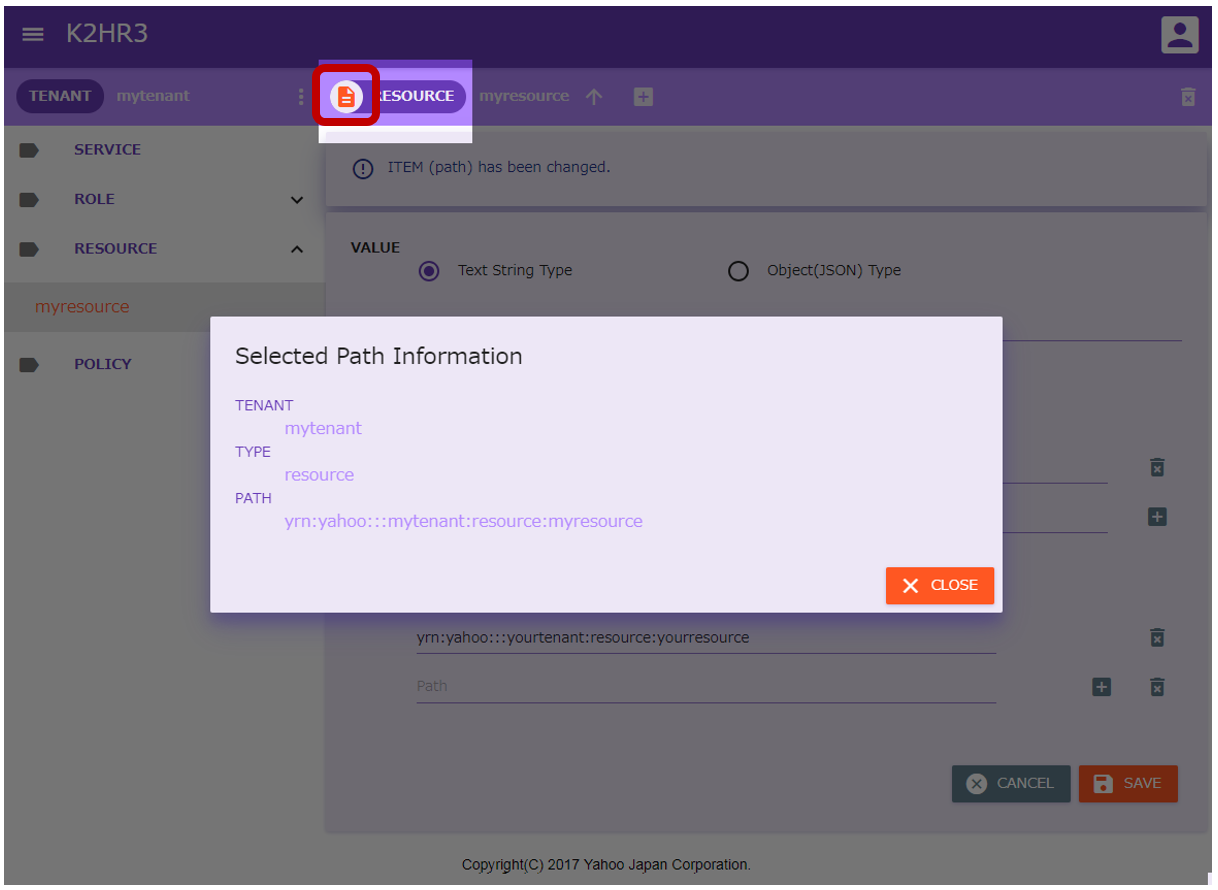 K2HR3
TENANT mytenant RESOURCE myresource
SERVICE
ROLE
RESOURCE
myresource
POLICY
ITEM (path) has been changed.
VALUE
Text String Type Object(JSON) Type
Selected Path Information
TENANT
mytenant
TYPE
resource
PATH
yrn:yahoo:::mytenant:resource:myresource
CLOSE
yrn:yahoo:::yourtenant:resource:yourresource
Path
CANCEL SAVE
Copyright(C) 2017 Yahoo Japan Corporation.